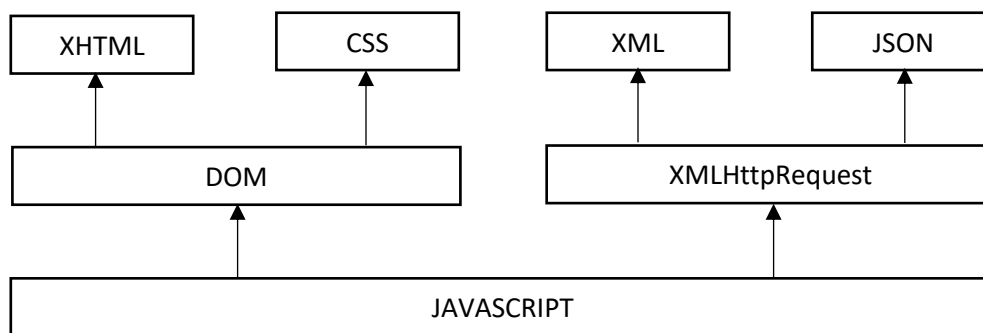 XHTML
CSS
XML
JSON
DOM
XMLHttpRequest
JAVASCRIPT